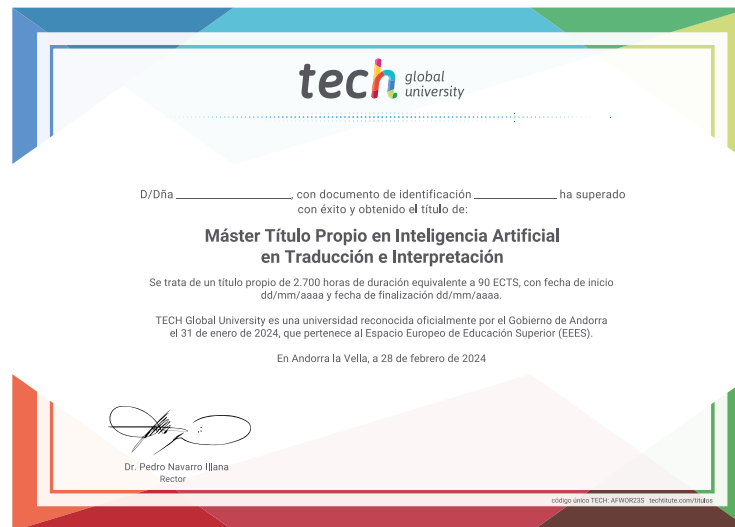 tech global university
D/Dña ____________________, con documento de identificación ______________ ha superado
con éxito y obtenido el título de:
Máster Título Propio en Inteligencia Artificial
en Traducción e Interpretación
Se trata de un título propio de 2.700 horas de duración equivalente a 90 ECTS, con fecha de inicio
dd/mm/aaaa y fecha de finalización dd/mm/aaaa.
TECH Global University es una universidad reconocida oficialmente por el Gobierno de Andorra
el 31 de enero de 2024, que pertenece al Espacio Europeo de Educación Superior (EEES).
En Andorra la Vella, a 28 de febrero de 2024
Dr. Pedro Navarro Illana
Rector
código único TECH: AFWOR23S techtitute.com/titulos